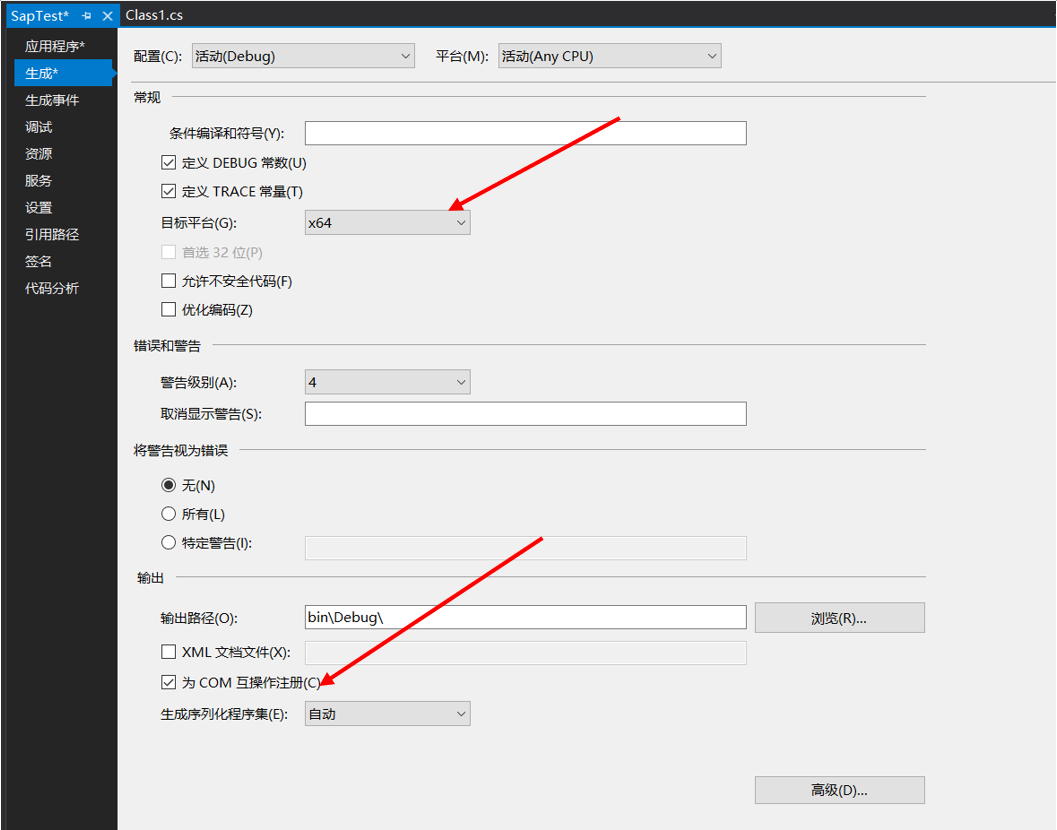 SapTest* Class1.cs
应用程序*
生成*
生成事件
调试
资源
服务
设置
引用路径
签名
代码分析
配置(C): 活动(Debug) 平台(M): 活动(Any CPU)
常规
条件编译和符号(Y):
定义 DEBUG 常数(U)
定义 TRACE 常量(T)
目标平台(G): x64
首选 32 位(P)
允许不安全代码(F)
优化编码(Z)
错误和警告
警告级别(A): 4
取消显示警告(S):
将警告视为错误
无(N)
所有(L)
特定警告(I):
输出
输出路径(O): bin\Debug\ 浏览(R)...
XML 文档文件(X):
为 COM 互操作注册(C)
生成序列化程序集(E): 自动
高级(D)...